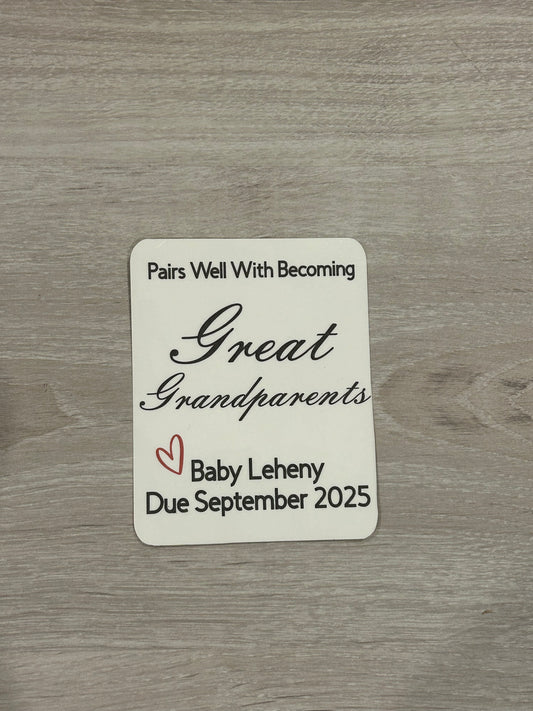 Pairs Well With Becoming
Great
Grandparents
Baby Leheny
Due September 2025